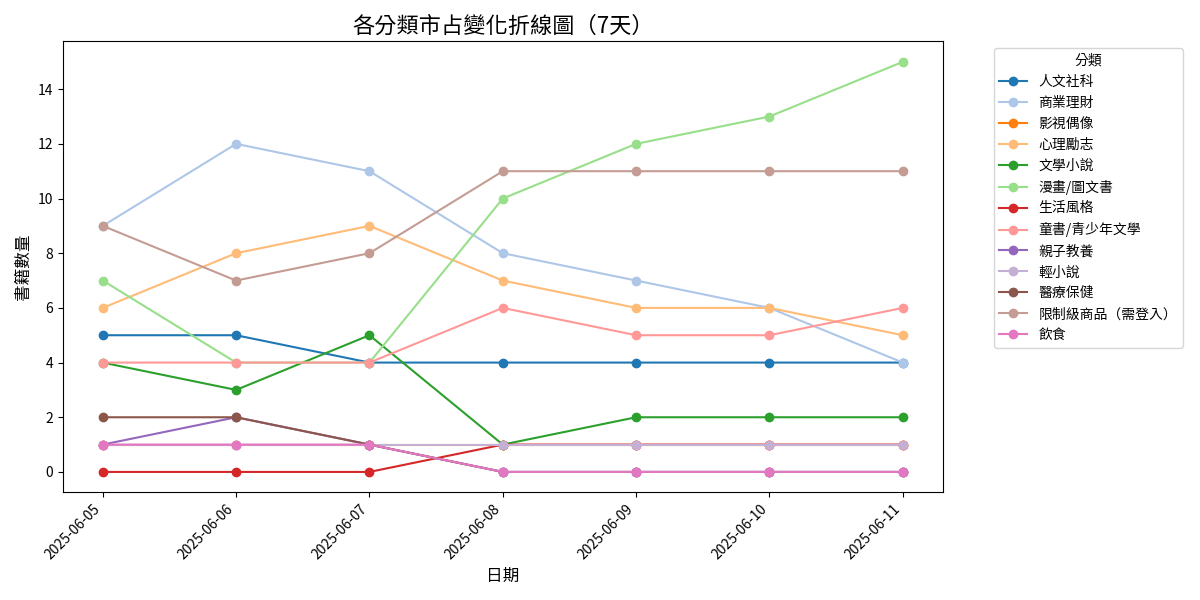 各分類市占變化折線圖（7天）
書籍數量
14
12
10
8
6
4
2
0
2025-06-05
2025-06-06
2025-06-07
2025-06-08
2025-06-09
2025-06-10
2025-06-11
日期
分類
人文社科
商業理財
影視偶像
心理勵志
文學小說
漫畫/圖文書
生活風格
童書/青少年文學
親子教養
輕小說
醫療保健
限制級商品（需登入）
飲食